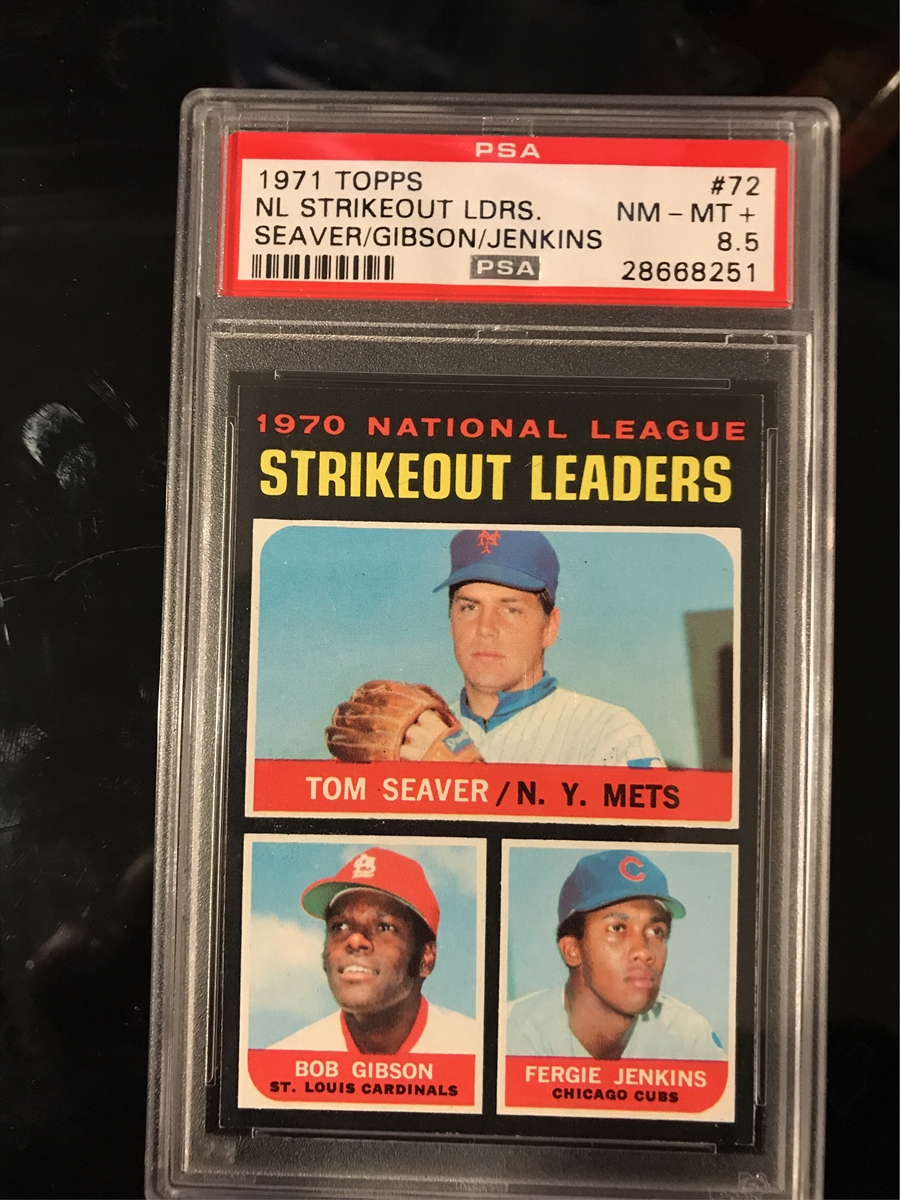 PSA
1971 TOPPS #72
NL STRIKEOUT LDRS. NM - MT +
SEAVER/GIBSON/JENKINS 8.5
PSA 28668251
1970 NATIONAL LEAGUE
STRIKEOUT LEADERS
TOM SEAVER / N. Y. METS
BOB GIBSON
ST. LOUIS CARDINALS
FERGIE JENKINS
CHICAGO CUBS